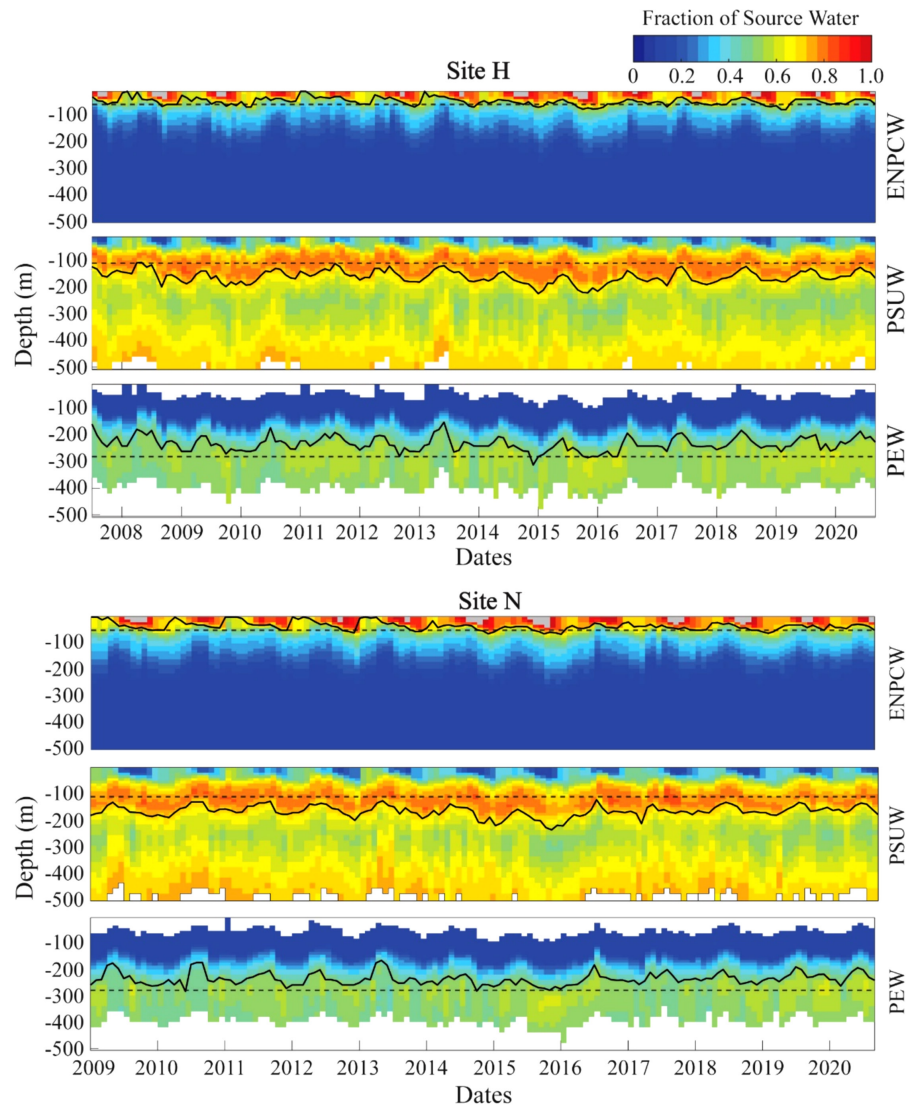 Fraction of Source Water
0 0.2 0.4 0.6 0.8 1.0
Site H
-100
-200
-300
-400
-500
ENPCW
-100
-200
-300
-400
-500
PSUW
Depth (m)
-100
-200
-300
-400
-500
PEW
2008 2009 2010 2011 2012 2013 2014 2015 2016 2017 2018 2019 2020
Dates
Site N
-100
-200
-300
-400
-500
ENPCW
-100
-200
-300
-400
-500
PSUW
Depth (m)
-100
-200
-300
-400
-500
PEW
2009 2010 2011 2012 2013 2014 2015 2016 2017 2018 2019 2020
Dates